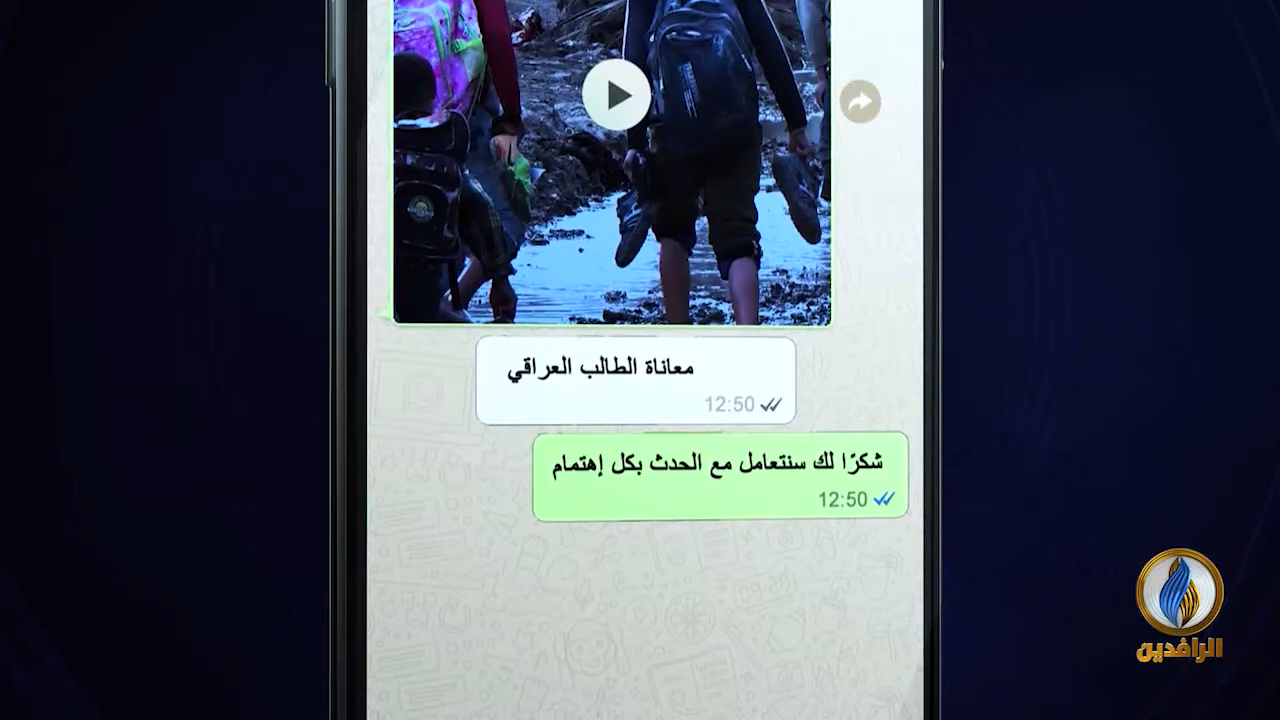 معاناة الطالب العراقي
12:50
شكرًا لك سنتعامل مع الحدث بكل إهتمام
12:50
الرافدين